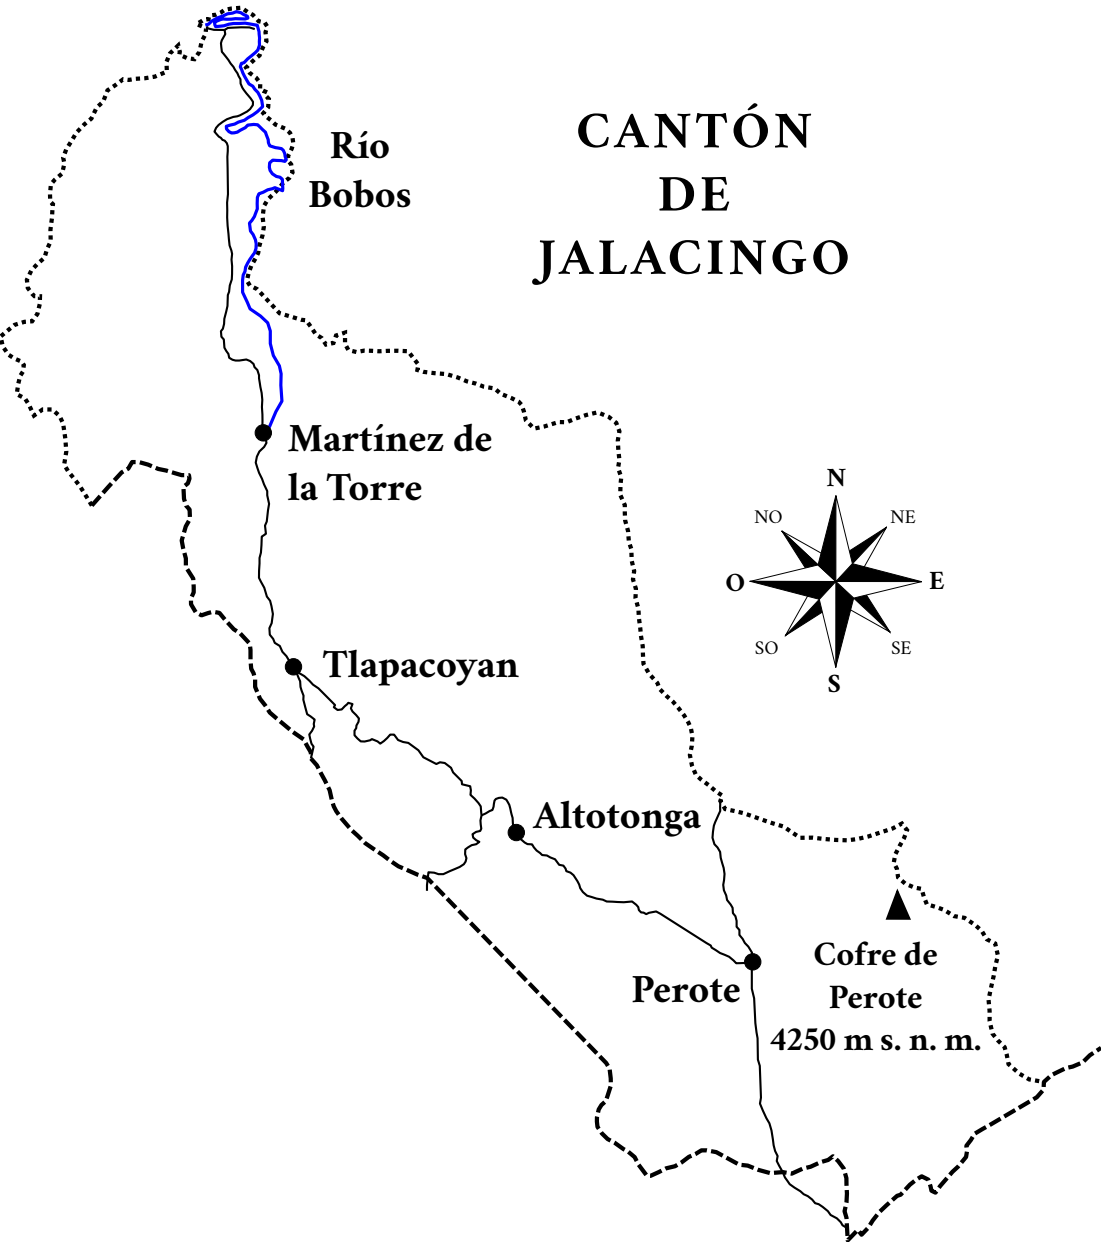 CANTÓN
DE
JALACINGO
Río
Bobos
Martínez de
la Torre
N
NO
NE
O
E
SO
SE
S
Tlapacoyan
Altotonga
Perote
Cofre de
Perote
4250 m s. n. m.